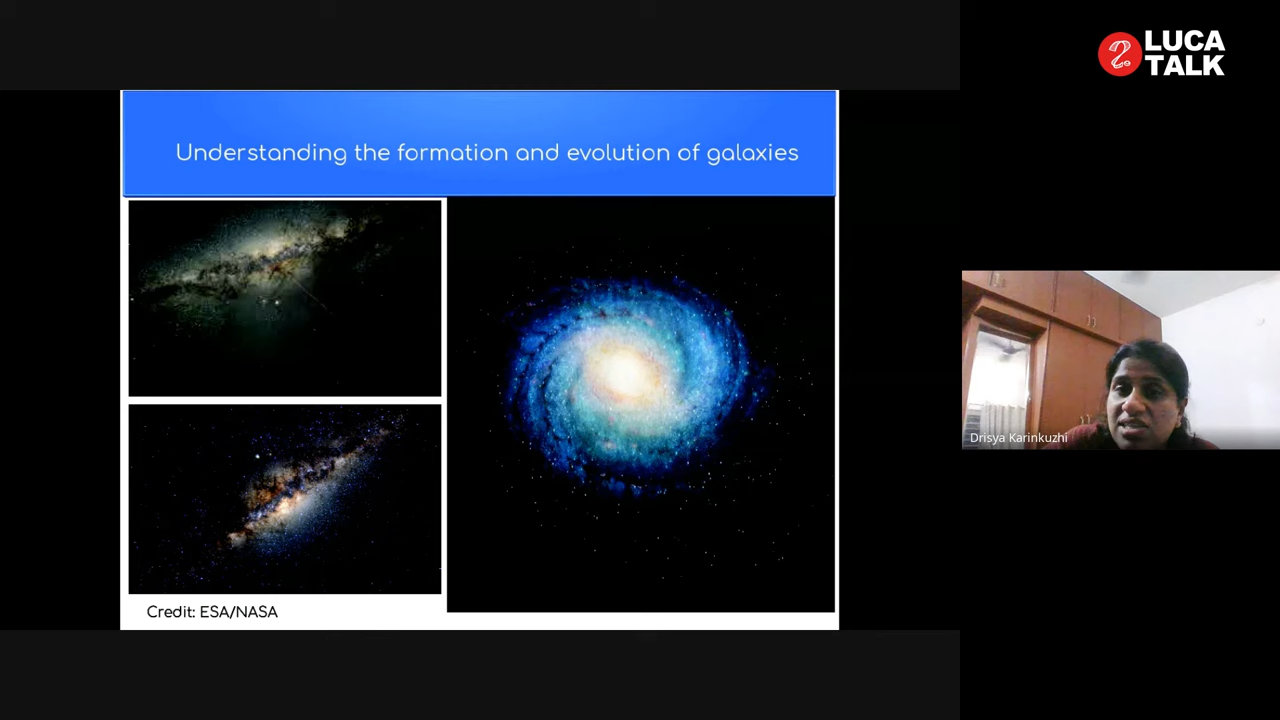 LUCA
TALK
Understanding the formation and evolution of galaxies
Credit: ESA/NASA
Drisya Karinkuzhi